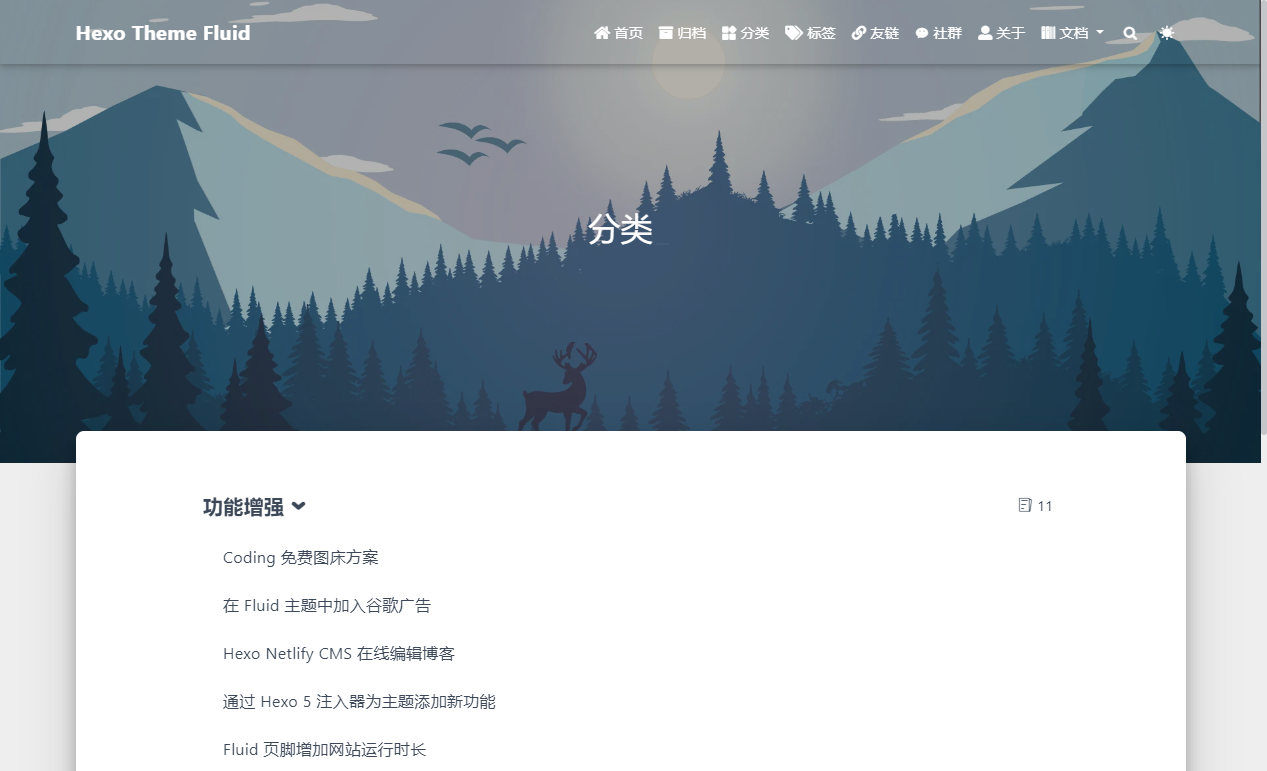 Hexo Theme Fluid
首页 归档 分类 标签 友链 社群 关于 文档
分类
功能增强 11
Coding 免费图床方案
在 Fluid 主题中加入谷歌广告
Hexo Netlify CMS 在线编辑博客
通过 Hexo 5 注入器为主题添加新功能
Fluid 页脚增加网站运行时长